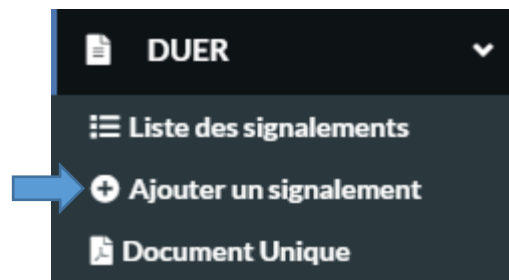 DUER
Liste des signalements
Ajouter un signalement
Document Unique